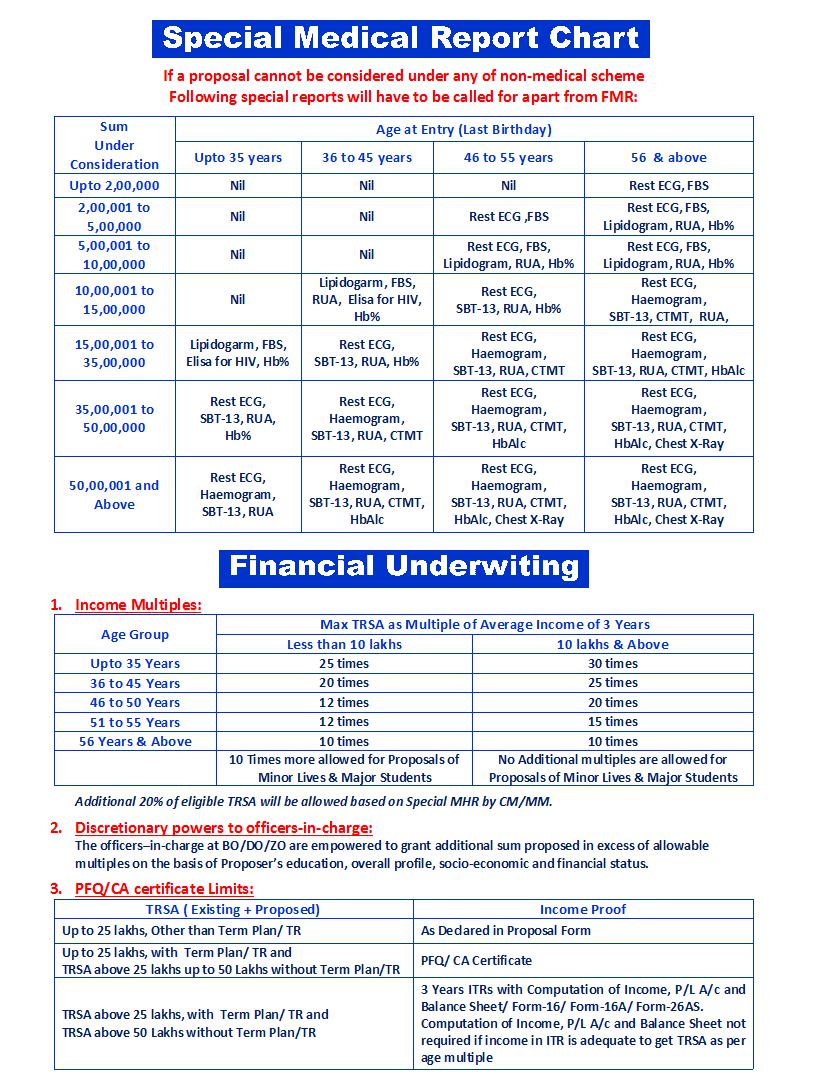 Special Medical Report Chart
If a proposal cannot be considered under any of non-medical scheme
Following special reports will have to be called for apart from FMR:
Sum
Under
Consideration
Age at Entry (Last Birthday)
Upto 35 years
36 to 45 years
46 to 55 years
56 & above
Upto 2,00,000
Nil
Nil
Nil
Rest ECG, FBS
2,00,001 to
5,00,000
Nil
Nil
Rest ECG ,FBS
Rest ECG, FBS,
Lipidogram, RUA, Hb%
5,00,001 to
10,00,000
Nil
Nil
Rest ECG, FBS,
Lipidogram, RUA, Hb%
Rest ECG, FBS,
Lipidogram, RUA, Hb%
10,00,001 to
15,00,000
Nil
Lipidogarm, FBS,
RUA, Elisa for HIV,
Hb%
Rest ECG,
SBT-13, RUA, Hb%
Rest ECG,
Haemogram,
SBT-13, CTMT, RUA,
15,00,001 to
35,00,000
Lipidogarm, FBS,
Elisa for HIV, Hb%
Rest ECG,
SBT-13, RUA, Hb%
Rest ECG,
Haemogram,
SBT-13, RUA, CTMT
Rest ECG,
Haemogram,
SBT-13, RUA, CTMT, HbAlc
35,00,001 to
50,00,000
Rest ECG,
SBT-13, RUA,
Hb%
Rest ECG,
Haemogram,
SBT-13, RUA, CTMT
Rest ECG,
Haemogram,
SBT-13, RUA, CTMT,
HbAlc
Rest ECG,
Haemogram,
SBT-13, RUA, CTMT,
HbAlc, Chest X-Ray
50,00,001 and
Above
Rest ECG,
Haemogram,
SBT-13, RUA
Rest ECG,
Haemogram,
SBT-13, RUA, CTMT,
HbAlc
Rest ECG,
Haemogram,
SBT-13, RUA, CTMT,
HbAlc, Chest X-Ray
Rest ECG,
Haemogram,
SBT-13, RUA, CTMT,
HbAlc, Chest X-Ray
Financial Underwiting
1. Income Multiples:
Age Group
Max TRSA as Multiple of Average Income of 3 Years
Less than 10 lakhs
10 lakhs & Above
Upto 35 Years
25 times
30 times
36 to 45 Years
20 times
25 times
46 to 50 Years
12 times
20 times
51 to 55 Years
12 times
15 times
56 Years & Above
10 times
10 times
10 Times more allowed for Proposals of
Minor Lives & Major Students
No Additional multiples are allowed for
Proposals of Minor Lives & Major Students
Additional 20% of eligible TRSA will be allowed based on Special MHR by CM/MM.
2. Discretionary powers to officers-in-charge:
The officers–in-charge at BO/DO/ZO are empowered to grant additional sum proposed in excess of allowable
multiples on the basis of Proposer's education, overall profile, socio-economic and financial status.
3. PFQ/CA certificate Limits:
TRSA ( Existing + Proposed)
Income Proof
Up to 25 lakhs, Other than Term Plan/ TR
As Declared in Proposal Form
Up to 25 lakhs, with Term Plan/ TR and
TRSA above 25 lakhs up to 50 Lakhs without Term Plan/TR
PFQ/ CA Certificate
TRSA above 25 lakhs, with Term Plan/ TR and
TRSA above 50 Lakhs without Term Plan/TR
3 Years ITRs with Computation of Income, P/L A/c and
Balance Sheet/ Form-16/ Form-16A/ Form-26AS.
Computation of Income, P/L A/c and Balance Sheet not
required if income in ITR is adequate to get TRSA as per
age multiple